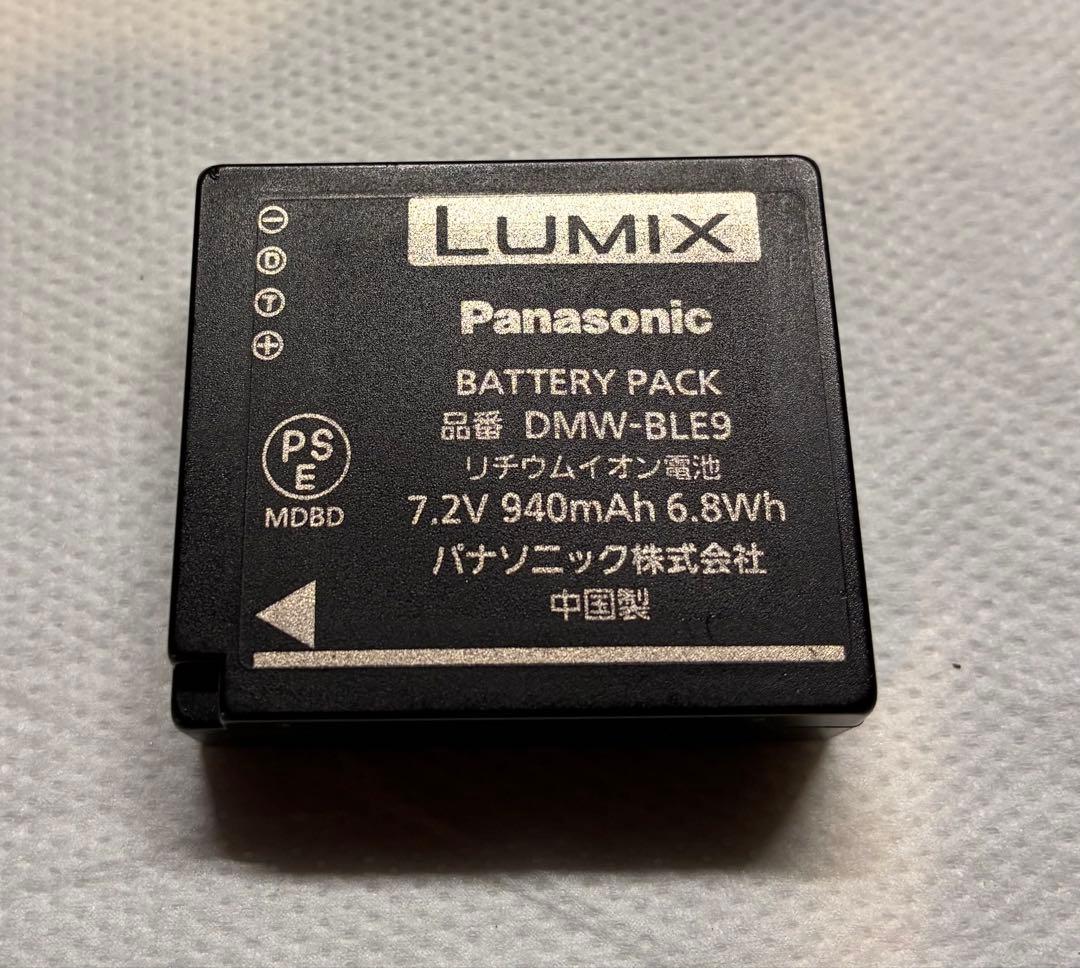 LUMIX
Panasonic
BATTERY PACK
品番 DMW-BLE9
リチウムイオン電池
7.2V 940mAh 6.8Wh
パナソニック株式会社
中国製
⊖
D
T
⊕
PS
E
MDBD